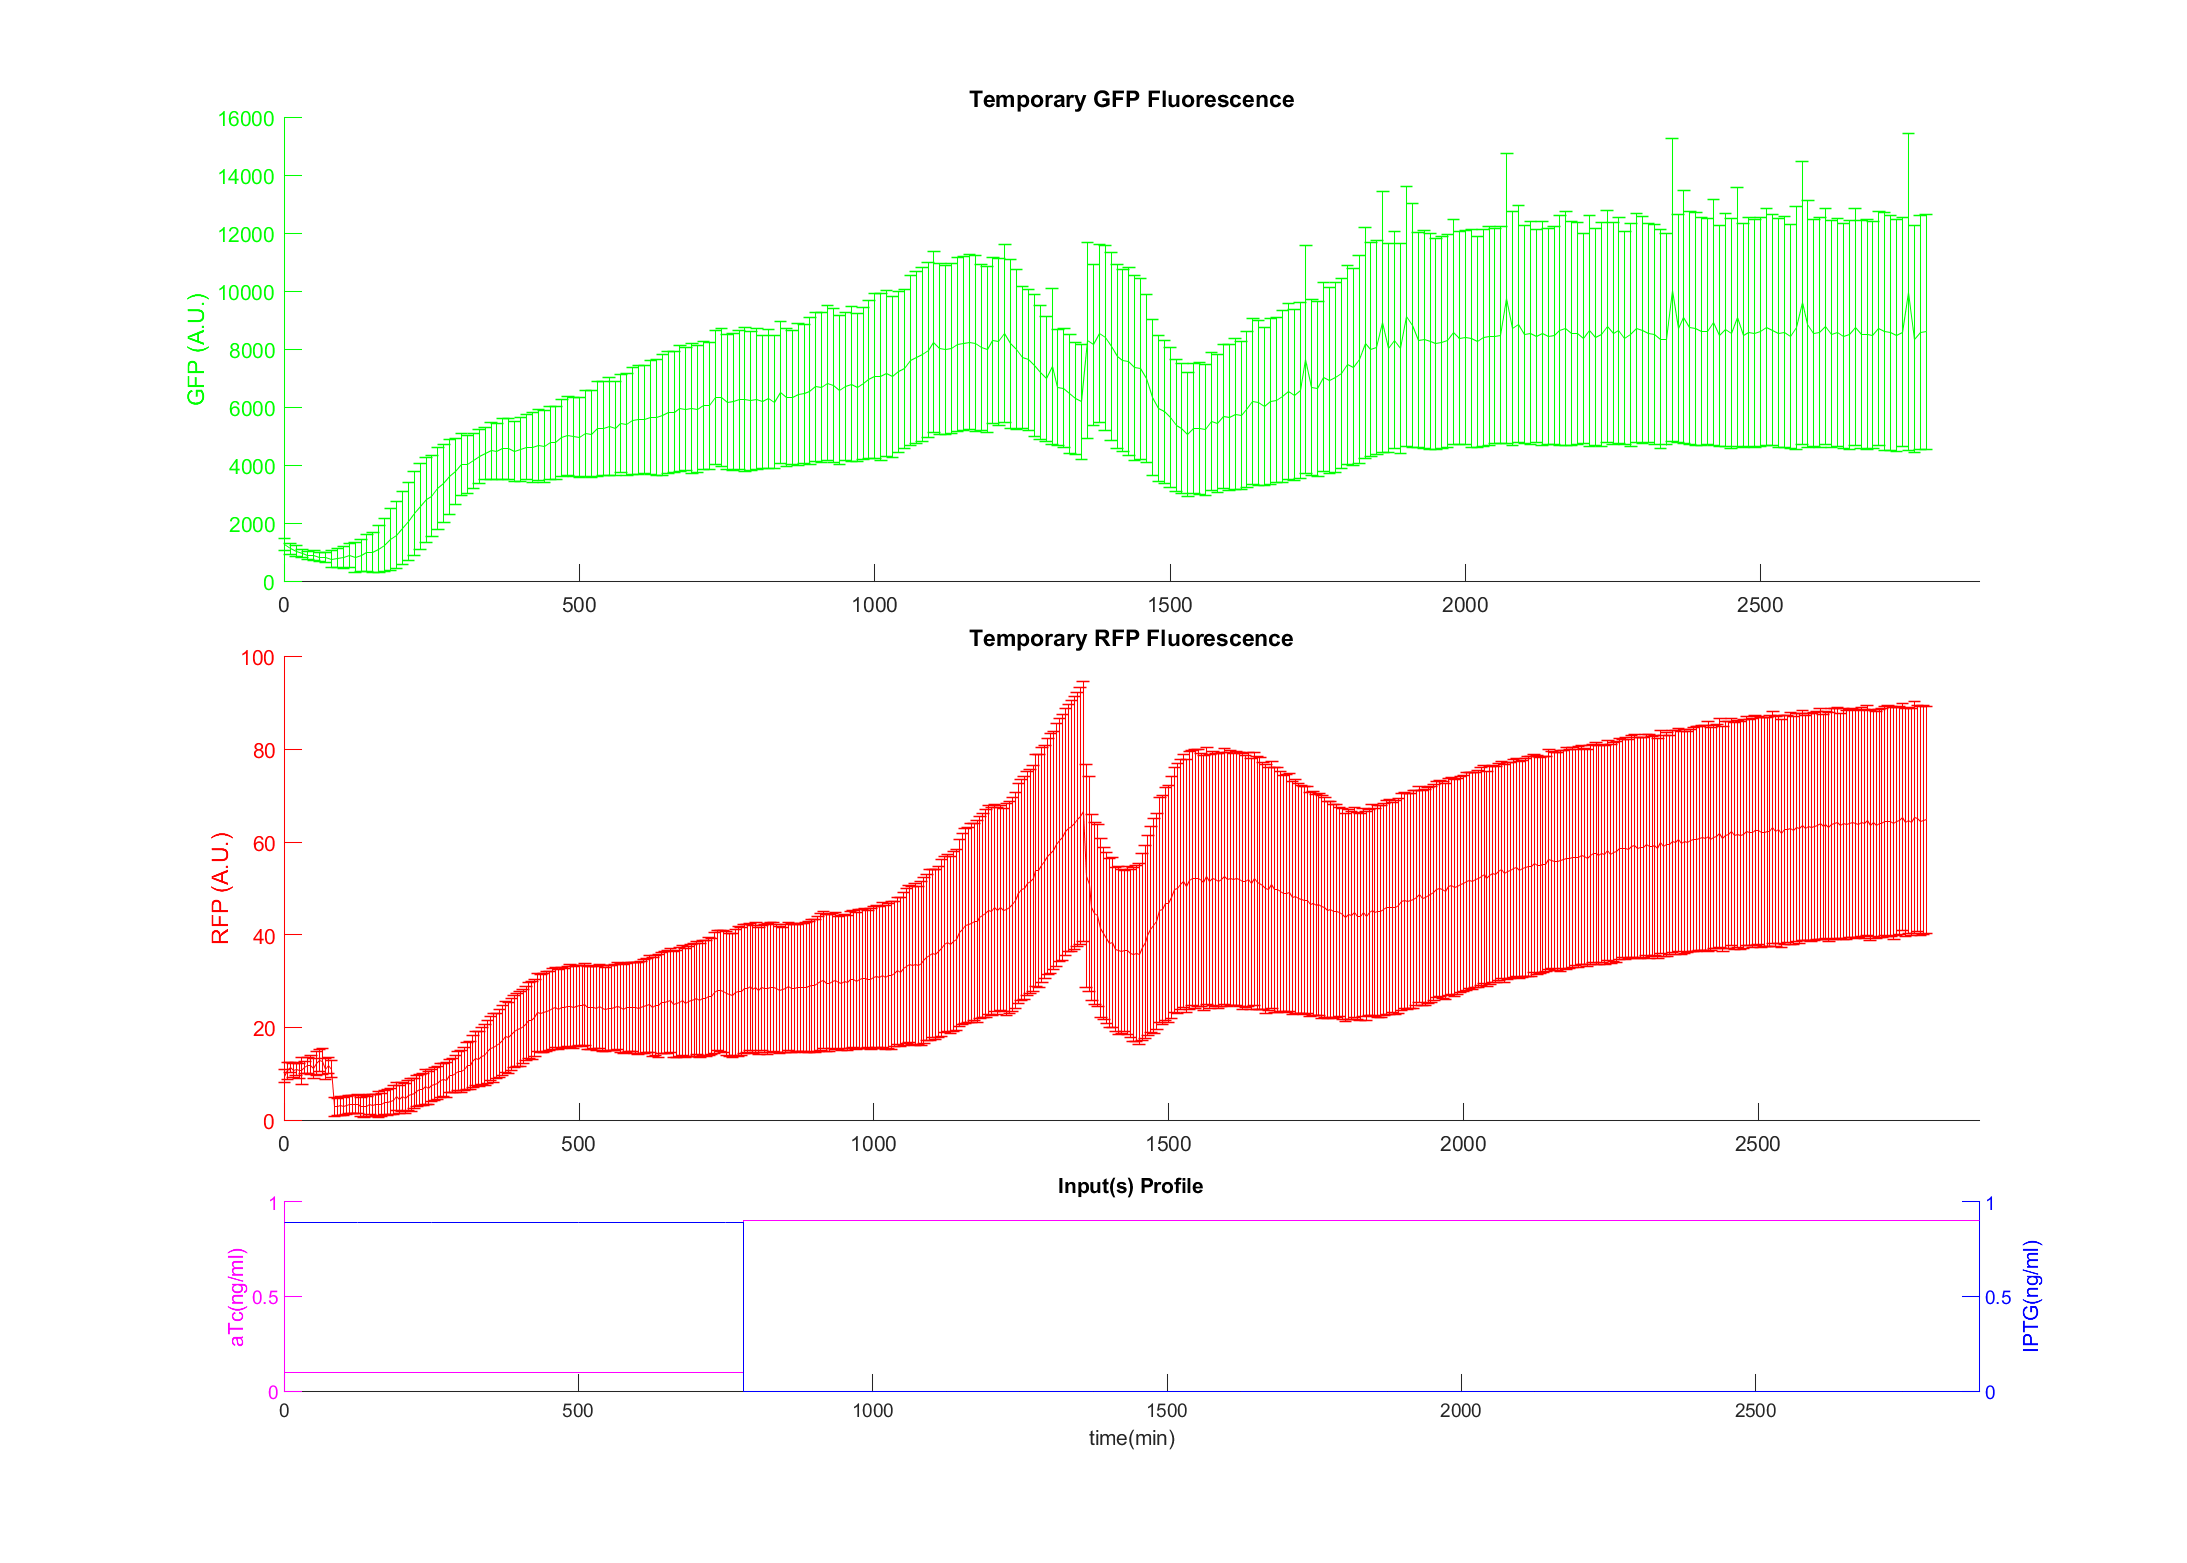 Temporary GFP Fluorescence
16000
14000
12000
10000
8000
6000
4000
2000
0
GFP (A.U.)
0 500 1000 1500 2000 2500
Temporary RFP Fluorescence
100
80
60
40
20
0
RFP (A.U.)
0 500 1000 1500 2000 2500
Input(s) Profile
1
0.5
0
aTc(ng/ml)
1
0.5
0
IPTG(ng/ml)
0 500 1000 1500 2000 2500
time(min)